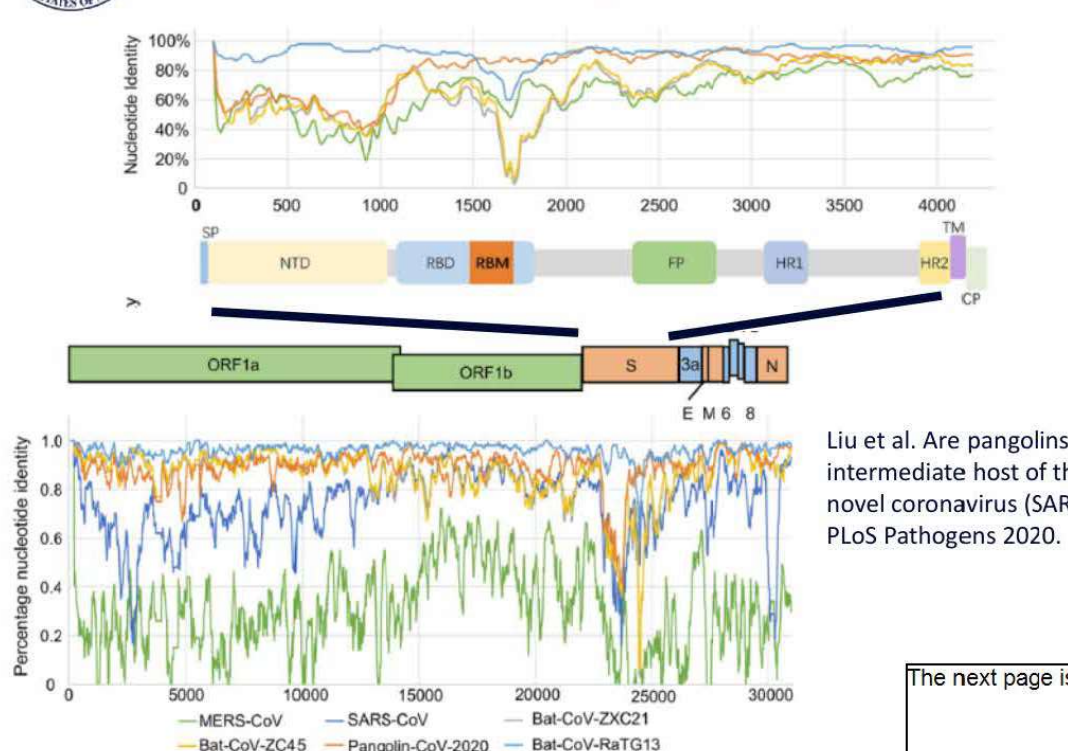 100%
80%
60%
40%
20%
0
Nucleotide Identity
0 500 1000 1500 2000 2500 3000 3500 4000
SP
NTD
RBD
RBM
FP
HR1
HR2
TM
CP
y
ORF1a
ORF1b
S
3a
N
E M 6 8
1.0
0.8
0.6
0.4
0.2
0
Percentage nucleotide identity
0 5000 10000 15000 20000 25000 30000
MERS-CoV SARS-CoV Bat-CoV-ZXC21
Bat-CoV-ZC45 Pangolin-CoV-2020 Bat-CoV-RaTG13
Liu et al. Are pangolins
intermediate host of th
novel coronavirus (SAR
PLoS Pathogens 2020.
The next page is